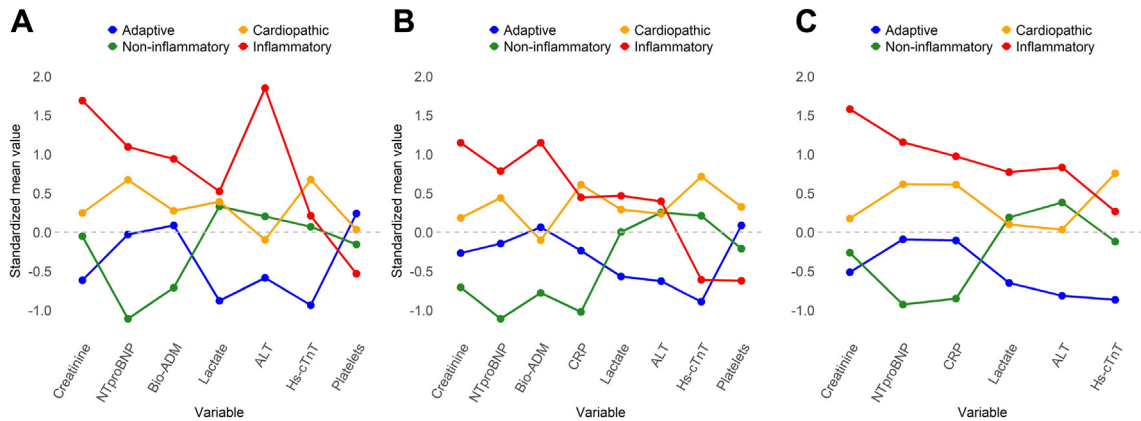 A
Adaptive
Cardiopathic
Non-inflammatory
Inflammatory
Standardized mean value
2.0
1.5
1.0
0.5
0.0
-0.5
-1.0
Creatinine
NTproBNP
Bio-ADM
Lactate
ALT
Hs-cTnT
Platelets
Variable
B
Adaptive
Cardiopathic
Non-inflammatory
Inflammatory
Standardized mean value
2.0
1.5
1.0
0.5
0.0
-0.5
-1.0
Creatinine
NTproBNP
Bio-ADM
CRP
Lactate
ALT
Hs-cTnT
Platelets
Variable
C
Adaptive
Cardiopathic
Non-inflammatory
Inflammatory
Standardized mean value
2.0
1.5
1.0
0.5
0.0
-0.5
-1.0
Creatinine
NTproBNP
CRP
Lactate
ALT
Hs-cTnT
Variable